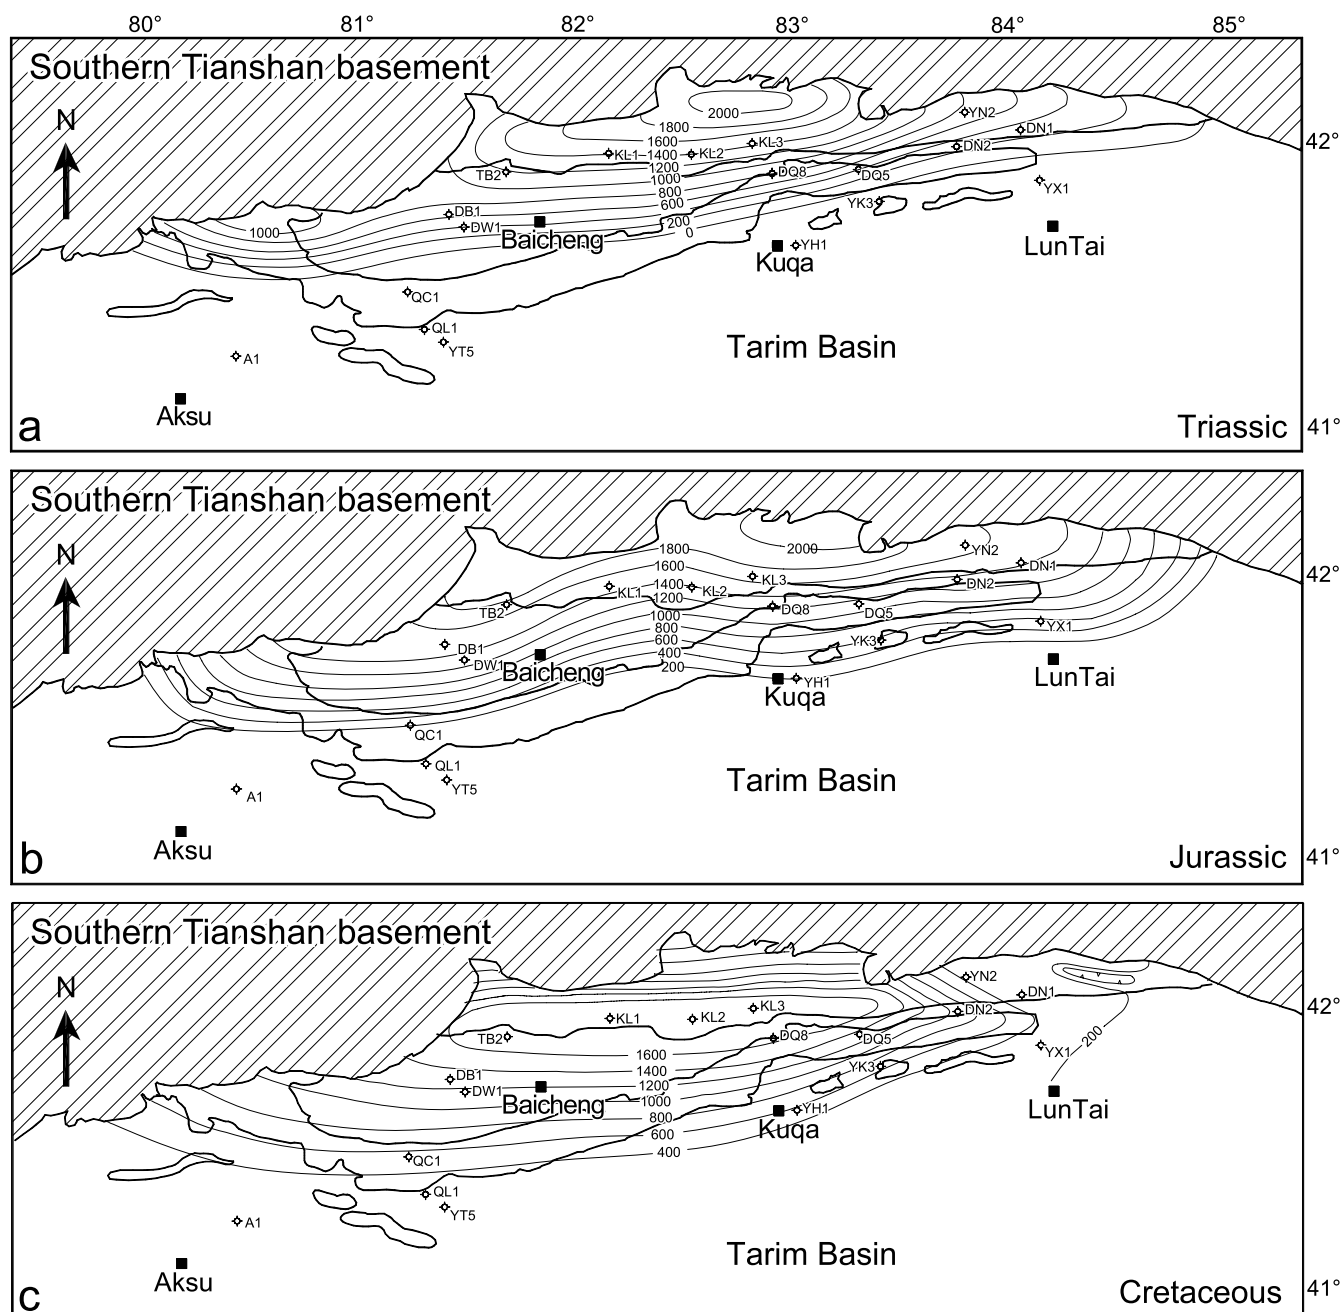 80° 81° 82° 83° 84° 85°
Southern Tianshan basement
N
2000
1800
YN2
DN1
42°
1600
KL3
KL1
1400
KL2
DN2
TB2
1200
DQ8
DQ5
1000
YX1
800
YK3
600
DB1
1000
DW1
200
Baicheng
0
YH1
LunTai
Kuqa
QC1
QL1
YT5
A1
Tarim Basin
Aksu
a
Triassic
41°
Southern Tianshan basement
N
1800
2000
YN2
1600
DN1
42°
KL3
1400
KL1
KL2
DN2
1200
TB2
DQ8
DQ5
1000
800
YX1
600
YK3
DB1
400
DW1
200
Baicheng
YH1
LunTai
Kuqa
QC1
QL1
YT5
A1
Tarim Basin
Aksu
b
Jurassic
41°
Southern Tianshan basement
N
YN2
DN1
42°
KL3
KL1
KL2
DN2
TB2
DQ8
DQ5
200
1600
YX1
1400
YK3
DB1
1200
DW1
1000
Baicheng
YH1
LunTai
800
Kuqa
600
400
QC1
QL1
YT5
A1
Tarim Basin
Aksu
c
Cretaceous
41°